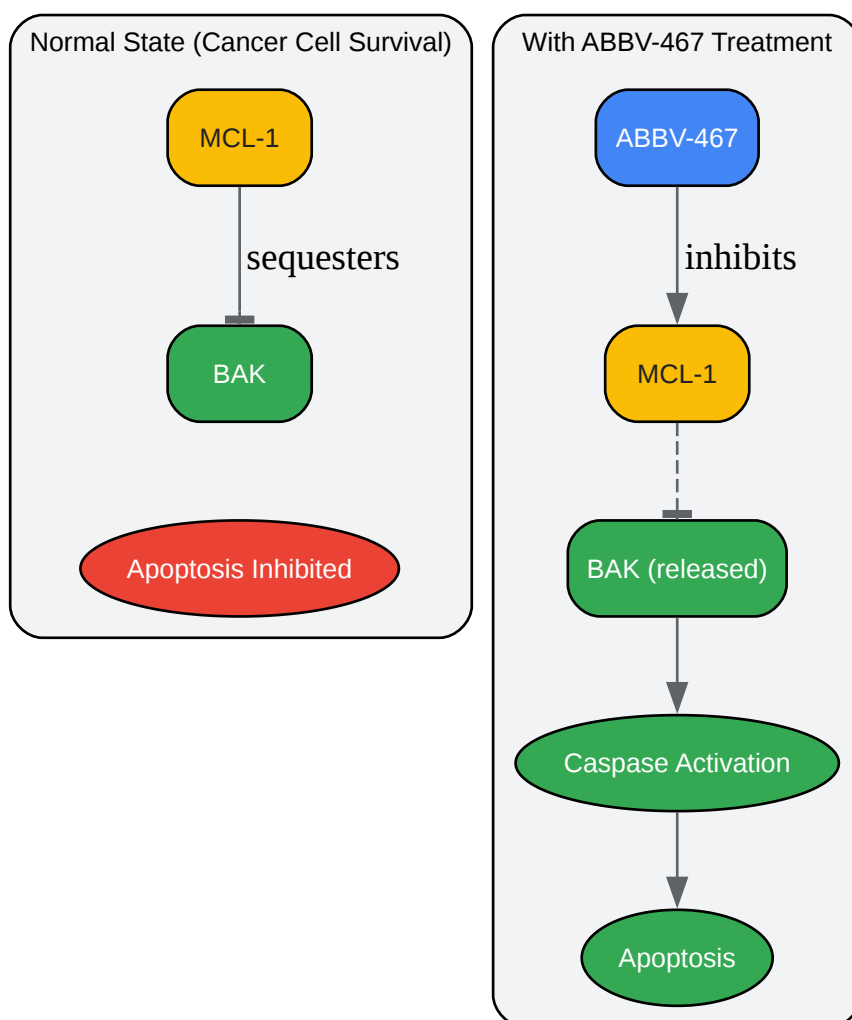 Normal State (Cancer Cell Survival)
MCL-1
sequesters
BAK
Apoptosis Inhibited
With ABBV-467 Treatment
ABBV-467
inhibits
MCL-1
BAK (released)
Caspase Activation
Apoptosis